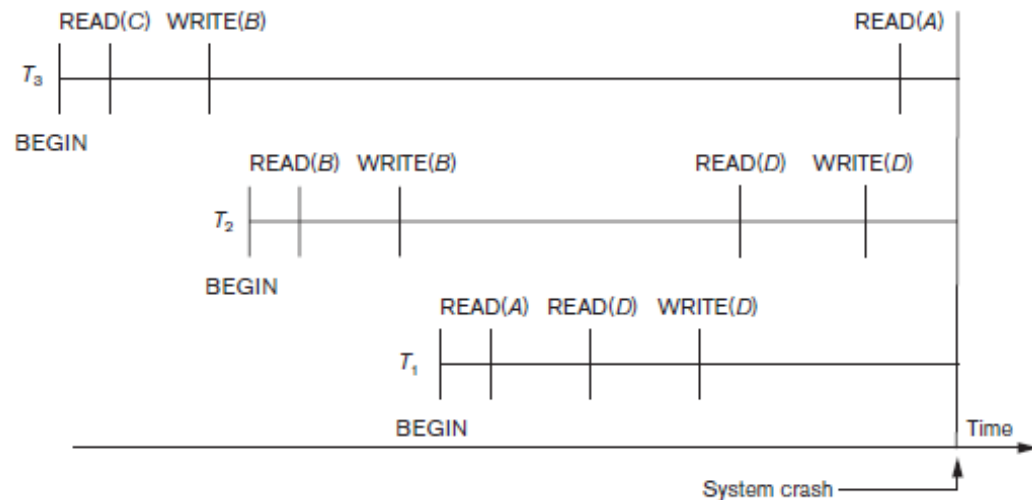 READ(C) WRITE(B) READ(A)
T3
BEGIN
READ(B) WRITE(B) READ(D) WRITE(D)
T2
BEGIN
READ(A) READ(D) WRITE(D)
T1
BEGIN
Time
System crash